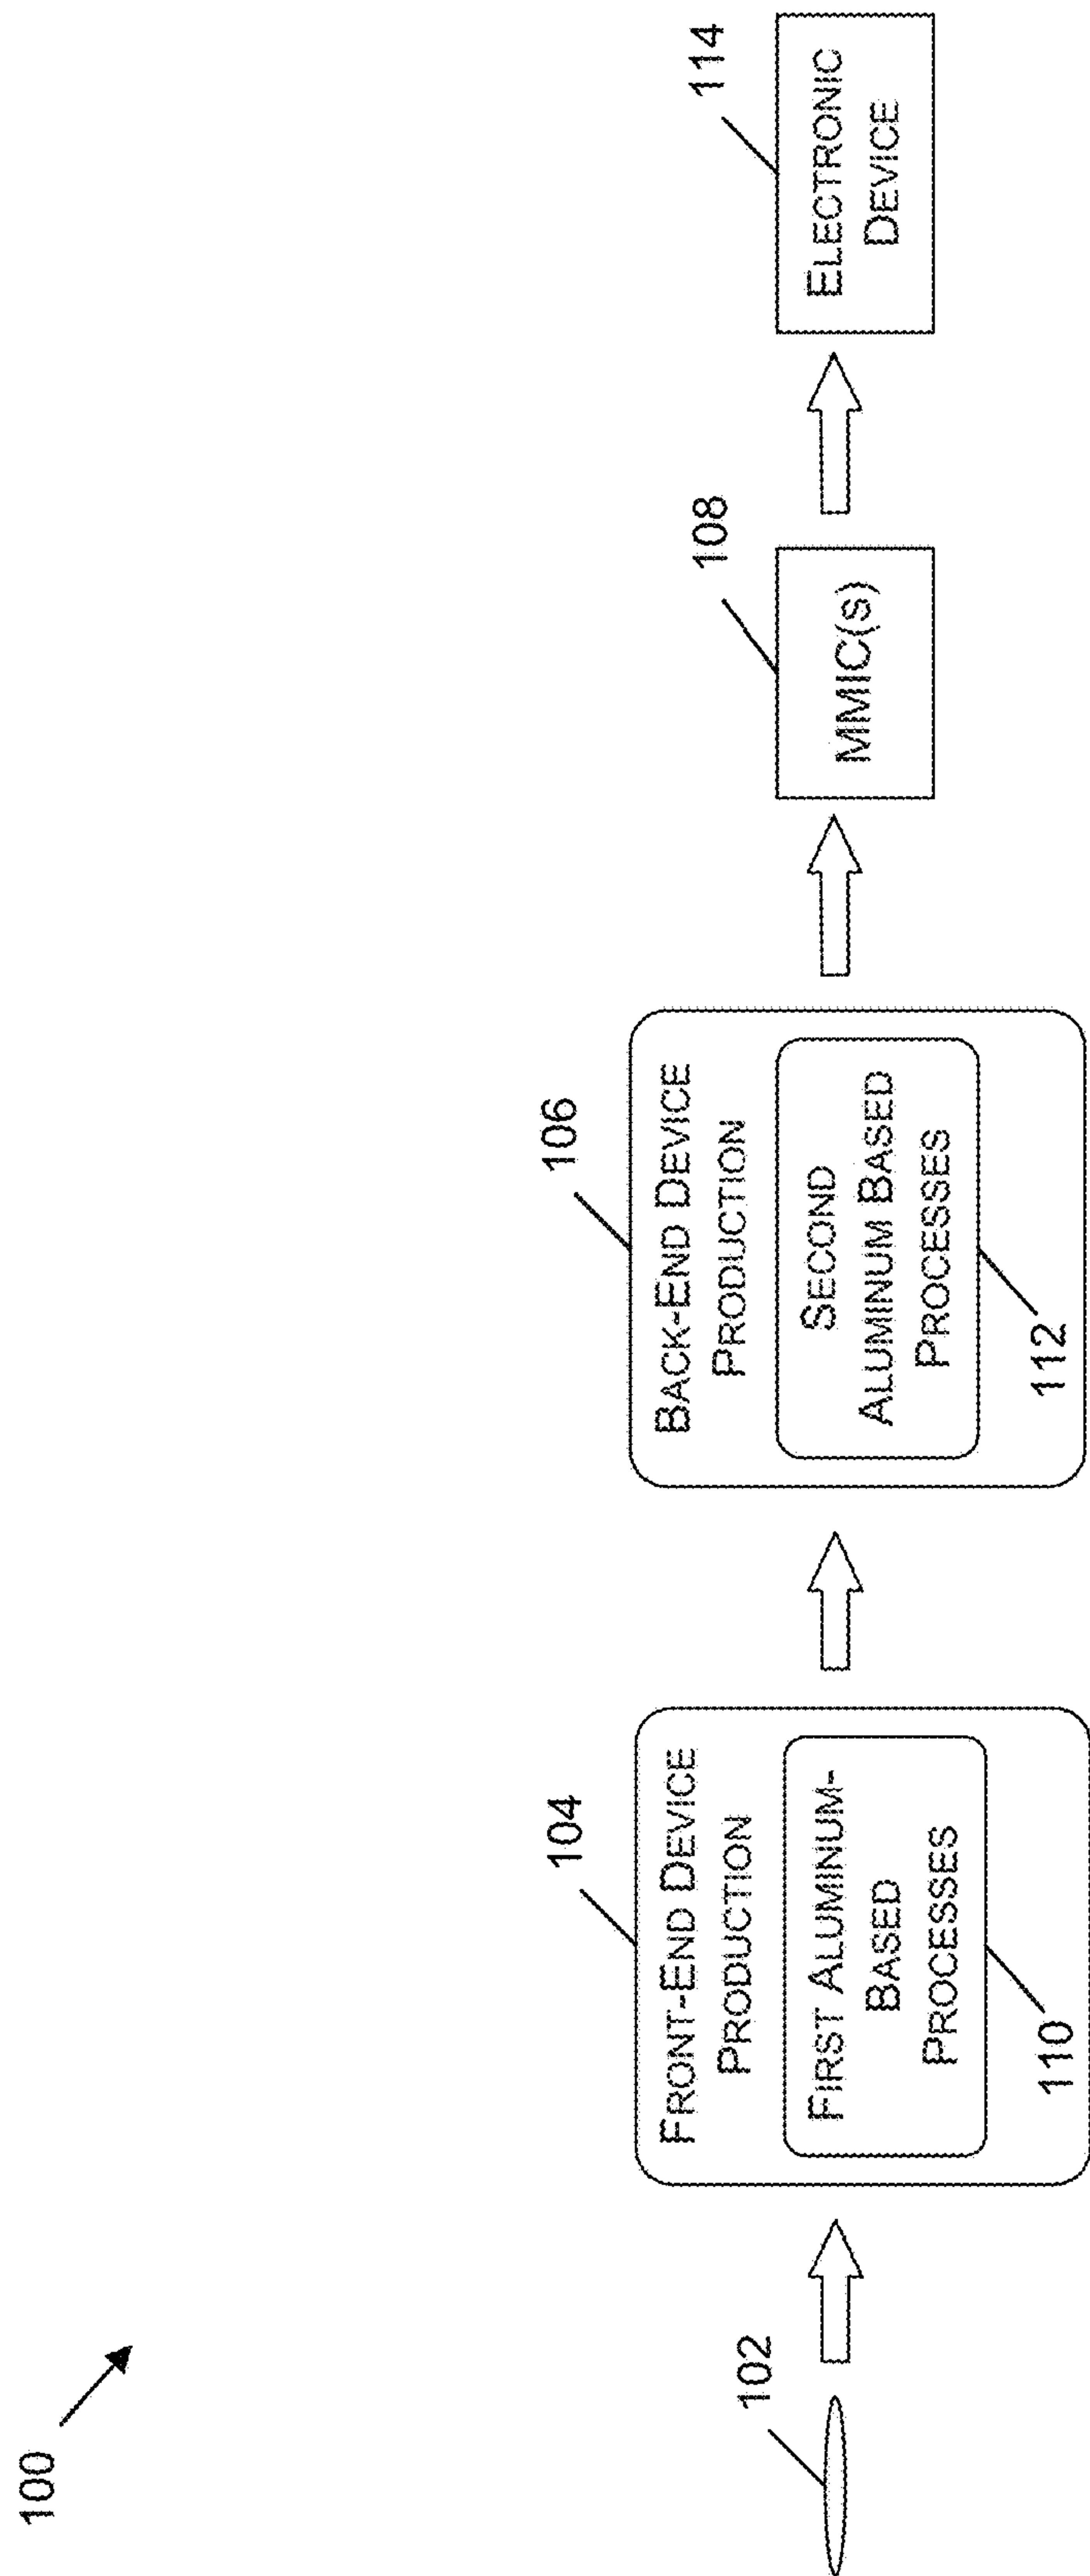 100
102
104
FRONT-END DEVICE
PRODUCTION
FIRST ALUMINUM-
BASED
PROCESSES
110
106
BACK-END DEVICE
PRODUCTION
SECOND
ALUMINUM BASED
PROCESSES
112
108
MMIC(s)
114
ELECTRONIC
DEVICE